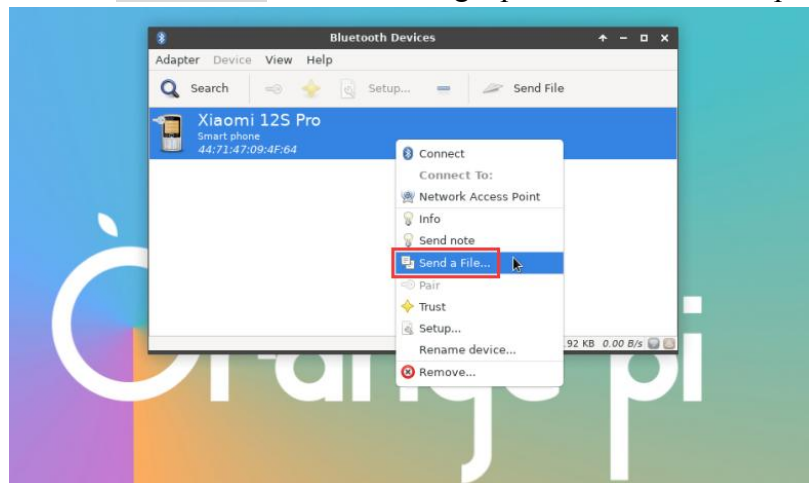 Bluetooth Devices
Adapter Device View Help
Search Setup... Send File
Xiaomi 12S Pro
Smart phone
44:71:47:09:4F:64
Connect
Connect To:
Network Access Point
Info
Send note
Send a File...
Pair
Trust
Setup...
92 KB 0.00 B/s
Rename device...
Remove...
Orange pi